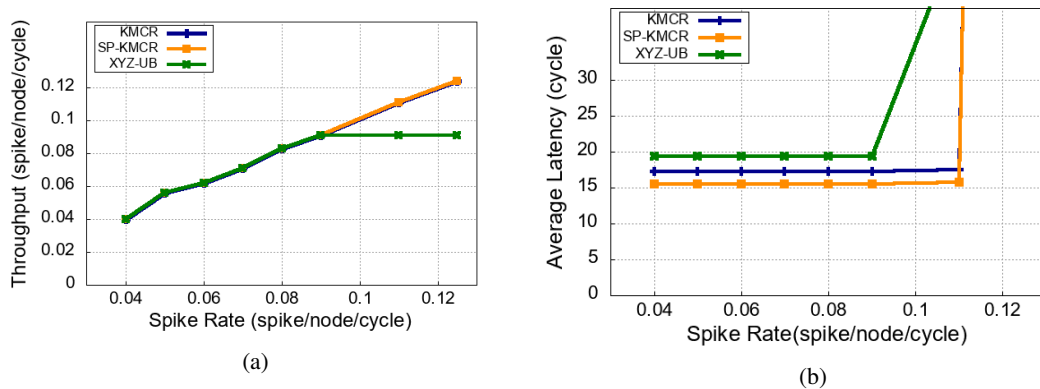 KMCR
SP-KMCR
XYZ-UB
Throughput (spike/node/cycle)
0.12
0.1
0.08
0.06
0.04
0.02
0
0.04 0.06 0.08 0.1 0.12
Spike Rate (spike/node/cycle)
(a)
KMCR
SP-KMCR
XYZ-UB
Average Latency (cycle)
30
25
20
15
10
5
0
0.04 0.06 0.08 0.1 0.12
Spike Rate(spike/node/cycle)
(b)